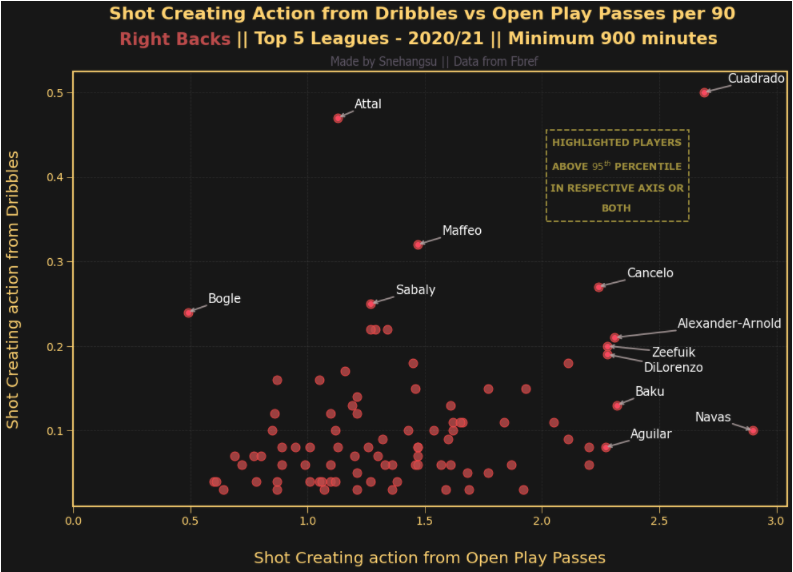 Shot Creating Action from Dribbles vs Open Play Passes per 90
Right Backs || Top 5 Leagues - 2020/21 || Minimum 900 minutes
Made by Snehangsu || Data from Fbref
Cuadrado
Attal
HIGHLIGHTED PLAYERS
ABOVE 95th PERCENTILE
IN RESPECTIVE AXIS OR
BOTH
Maffeo
Cancelo
Sabaly
Bogle
Alexander-Arnold
Zeefuik
DiLorenzo
Baku
Navas
Aguilar
Shot Creating action from Dribbles
0.5
0.4
0.3
0.2
0.1
0.0
0.5
1.0
1.5
2.0
2.5
3.0
Shot Creating action from Open Play Passes